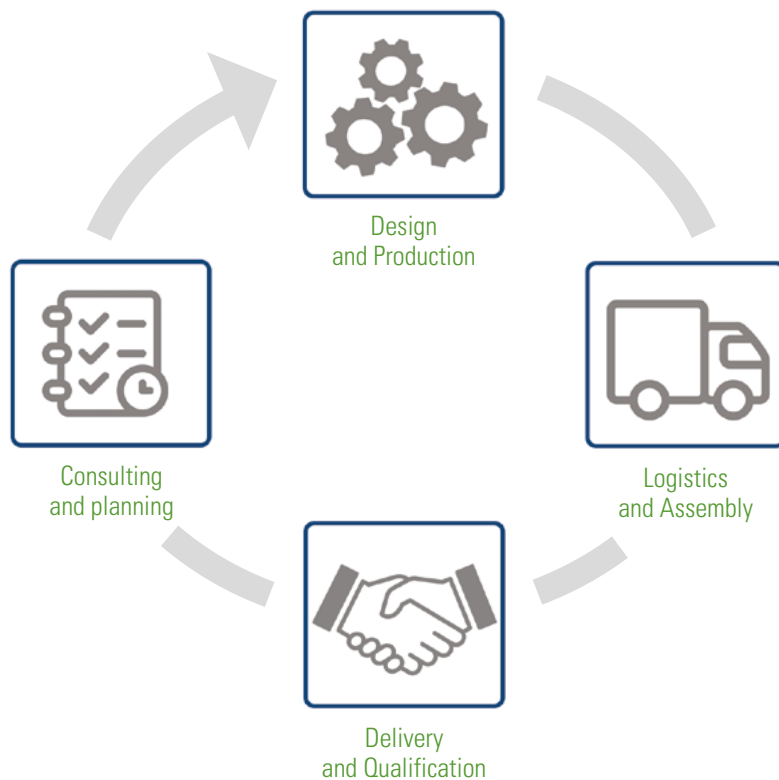 Design
and Production
Consulting
and planning
Logistics
and Assembly
Delivery
and Qualification